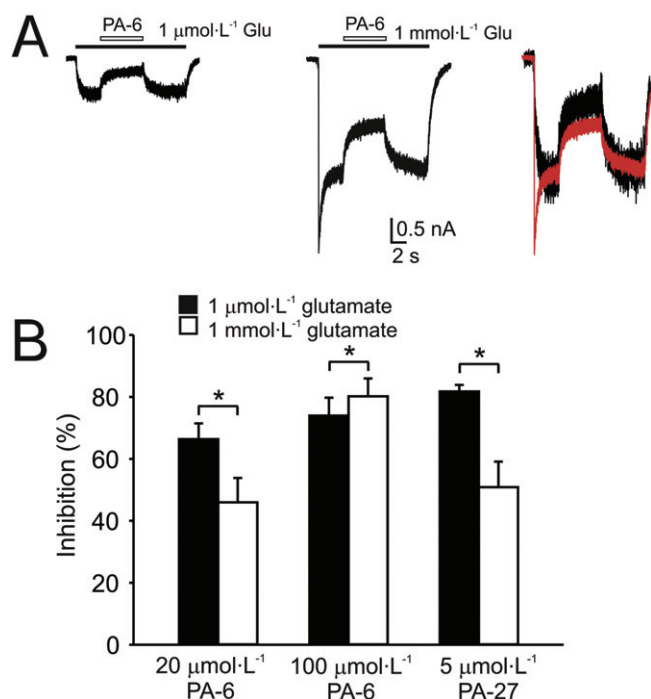 A
PA-6
1 μmol·L⁻¹ Glu
PA-6
1 mmol·L⁻¹ Glu
0.5 nA
2 s
B
1 μmol·L⁻¹ glutamate
1 mmol·L⁻¹ glutamate
Inhibition (%)
100
80
60
40
20
0
*
*
*
20 μmol·L⁻¹
PA-6
100 μmol·L⁻¹
PA-6
5 μmol·L⁻¹
PA-27